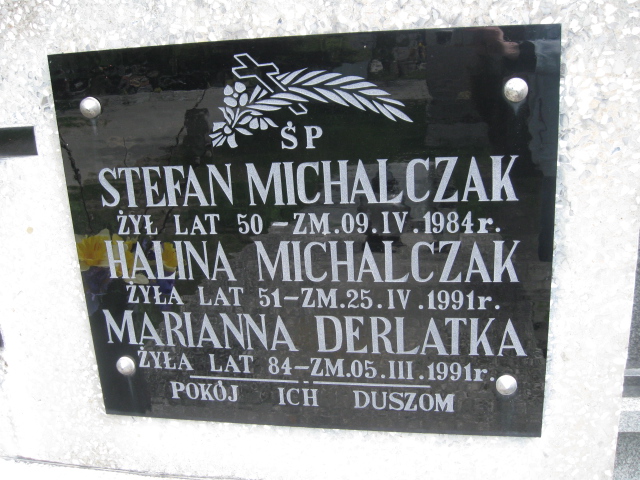 ŚP
STEFAN MICHALCZAK
ŻYŁ LAT 50 – ZM. 09. IV. 1984 r.
HALINA MICHALCZAK
ŻYŁA LAT 51 – ZM. 25. IV. 1991 r.
MARIANNA DERLATKA
ŻYŁA LAT 84 – ZM. 05. III. 1991 r.
POKÓJ ICH DUSZOM